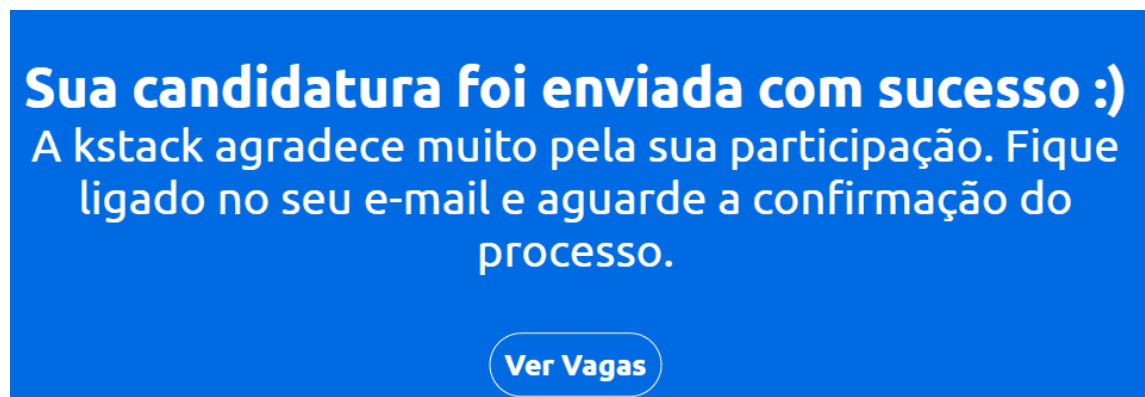 Sua candidatura foi enviada com sucesso :)
A kstack agradece muito pela sua participação. Fique
ligado no seu e-mail e aguarde a confirmação do
processo.
Ver Vagas